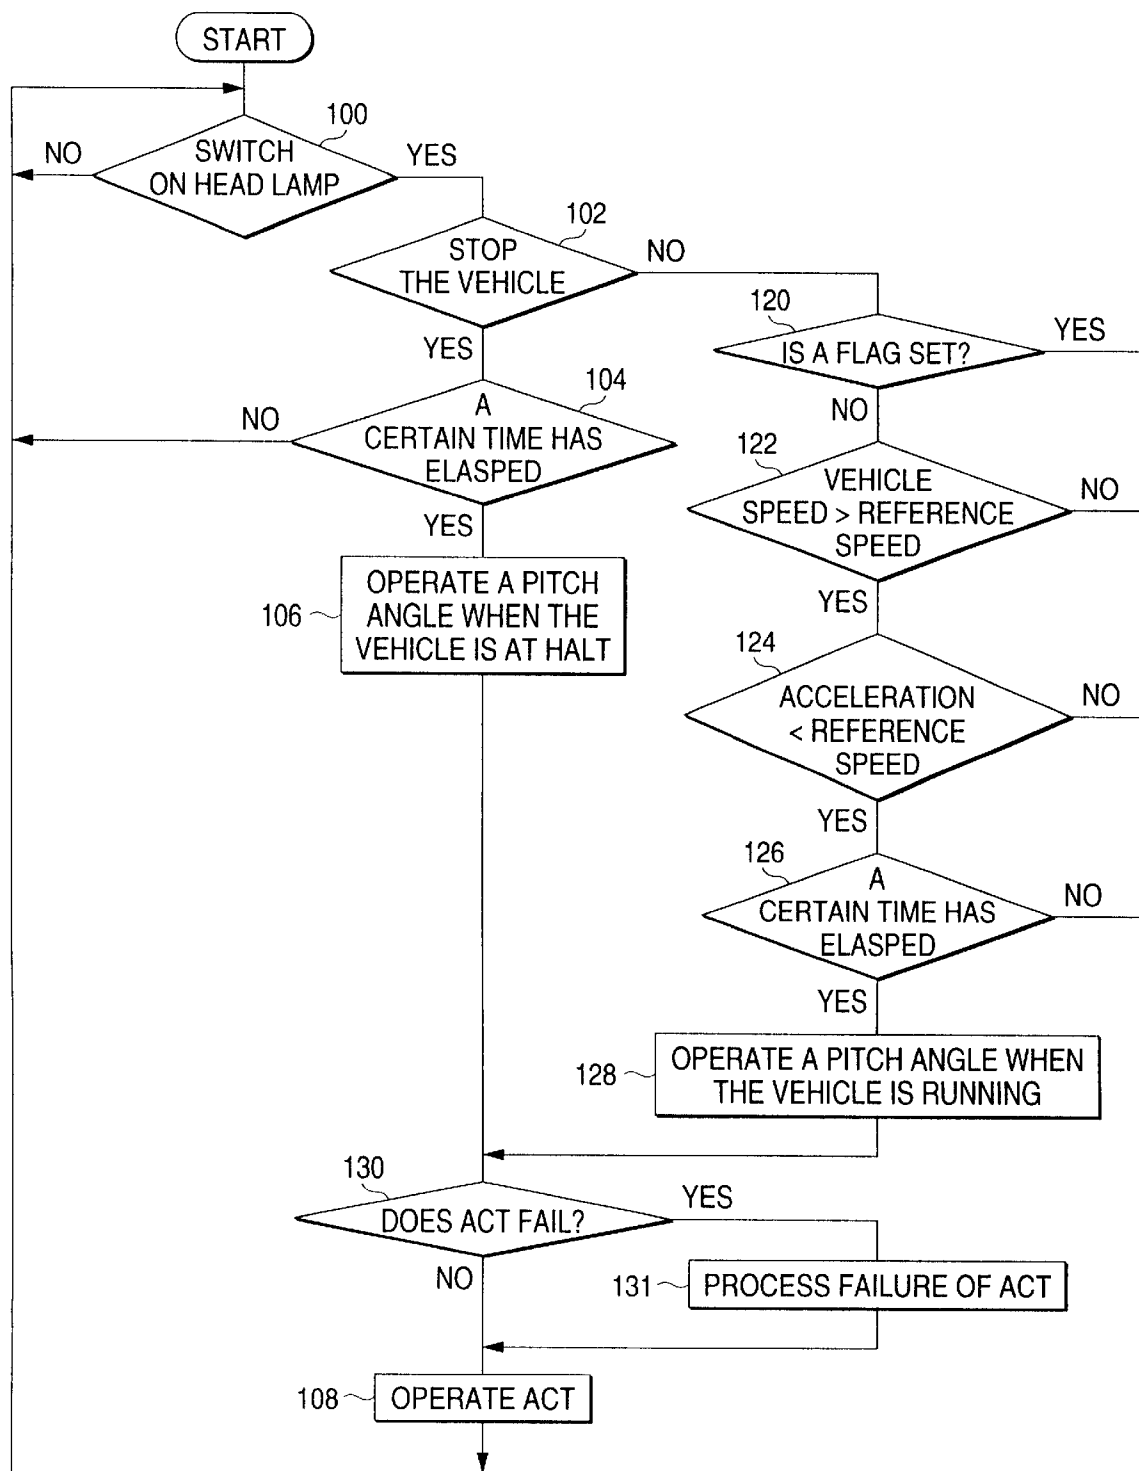 START
100
NO
SWITCH
ON HEAD LAMP
YES
102
STOP
THE VEHICLE
NO
YES
120
IS A FLAG SET?
YES
NO
104
A
CERTAIN TIME HAS
ELASPED
NO
YES
122
VEHICLE
SPEED > REFERENCE
SPEED
NO
YES
106
OPERATE A PITCH
ANGLE WHEN THE
VEHICLE IS AT HALT
124
ACCELERATION
< REFERENCE
SPEED
NO
YES
126
A
CERTAIN TIME HAS
ELASPED
NO
YES
128
OPERATE A PITCH ANGLE WHEN
THE VEHICLE IS RUNNING
130
DOES ACT FAIL?
YES
NO
131
PROCESS FAILURE OF ACT
108
OPERATE ACT